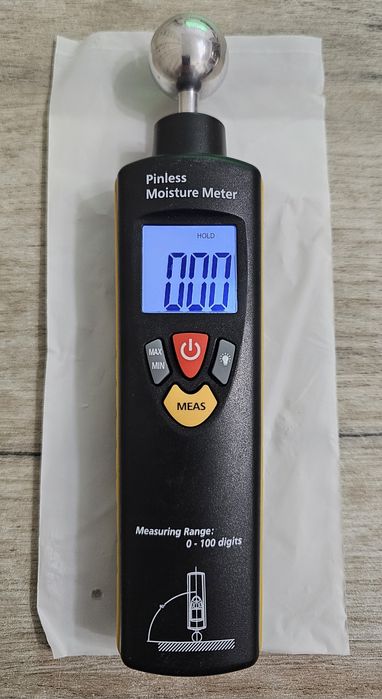 Pinless
Moisture Meter
HOLD
000
MAX
MIN
MEAS
Measuring Range:
0 - 100 digits